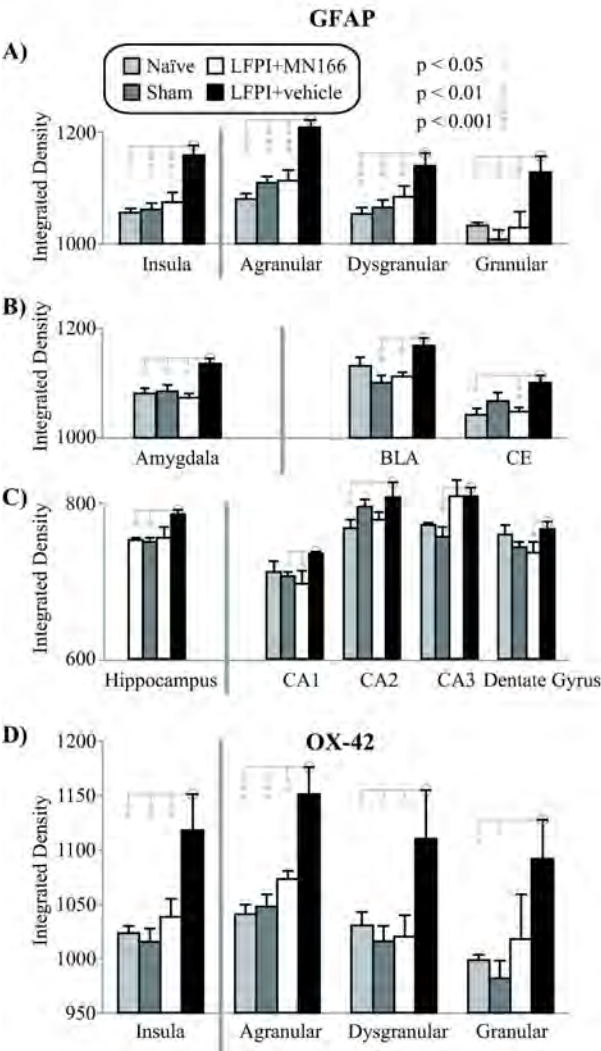 GFAP
A)
Naïve LFPI+MN166
Sham LFPI+vehicle
p < 0.05
p < 0.01
p < 0.001
Integrated Density
1200
1000
Insula Agranular Dysgranular Granular
B)
Integrated Density
1200
1000
Amygdala BLA CE
C)
Integrated Density
800
600
Hippocampus CA1 CA2 CA3 Dentate Gyrus
D)
OX-42
Integrated Density
1200
1150
1100
1050
1000
950
Insula Agranular Dysgranular Granular